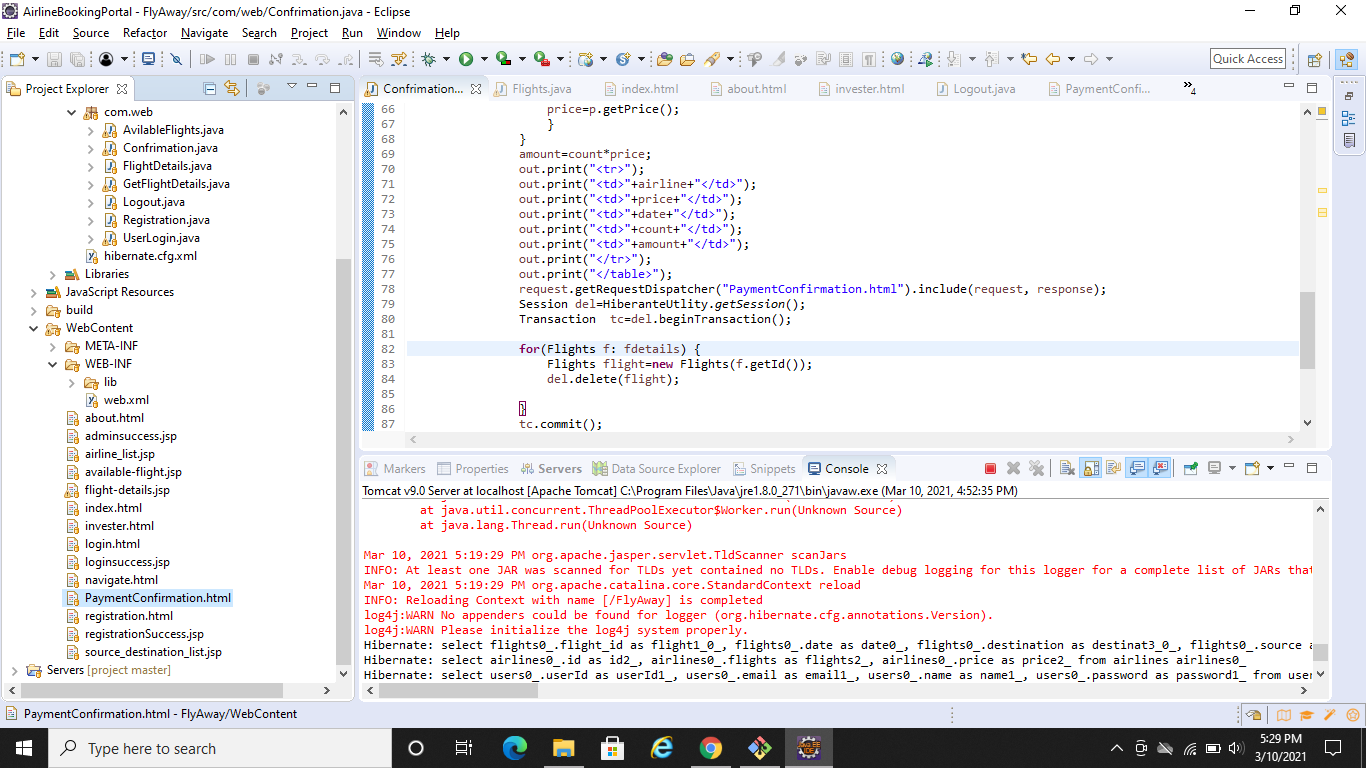 AirlineBookingPortal - FlyAway/src/com/web/Confrimation.java - Eclipse
File Edit Source Refactor Navigate Search Project Run Window Help
Quick Access
Project Explorer
com.web
AvilableFlights.java
Confrimation.java
FlightDetails.java
GetFlightDetails.java
Logout.java
Registration.java
UserLogin.java
hibernate.cfg.xml
Libraries
JavaScript Resources
build
WebContent
META-INF
WEB-INF
lib
web.xml
about.html
adminsuccess.jsp
airline_list.jsp
available-flight.jsp
flight-details.jsp
index.html
invester.html
login.html
loginsuccess.jsp
navigate.html
PaymentConfirmation.html
registration.html
registrationSuccess.jsp
source_destination_list.jsp
Servers [project master]
Confrimation... Flights.java index.html about.html invester.html Logout.java PaymentConfi... »4
66 price=p.getPrice();
67 }
68 }
69 amount=count*price;
70 out.print("<tr>");
71 out.print("<td>"+airline+"</td>");
72 out.print("<td>"+price+"</td>");
73 out.print("<td>"+date+"</td>");
74 out.print("<td>"+count+"</td>");
75 out.print("<td>"+amount+"</td>");
76 out.print("</tr>");
77 out.print("</table>");
78 request.getRequestDispatcher("PaymentConfirmation.html").include(request, response);
79 Session del=HiberanteUtlity.getSession();
80 Transaction  tc=del.beginTransaction();
81
82 for(Flights f: fdetails) {
83 Flights flight=new Flights(f.getId());
84 del.delete(flight);
85
86 }
87 tc.commit();
Markers Properties Servers Data Source Explorer Snippets Console
Tomcat v9.0 Server at localhost [Apache Tomcat] C:\Program Files\Java\jre1.8.0_271\bin\javaw.exe (Mar 10, 2021, 4:52:35 PM)
at java.util.concurrent.ThreadPoolExecutor$Worker.run(Unknown Source)
at java.lang.Thread.run(Unknown Source)
Mar 10, 2021 5:19:29 PM org.apache.jasper.servlet.TldScanner scanJars
INFO: At least one JAR was scanned for TLDs yet contained no TLDs. Enable debug logging for this logger for a complete list of JARs that
Mar 10, 2021 5:19:29 PM org.apache.catalina.core.StandardContext reload
INFO: Reloading Context with name [/FlyAway] is completed
log4j:WARN No appenders could be found for logger (org.hibernate.cfg.annotations.Version).
log4j:WARN Please initialize the log4j system properly.
Hibernate: select flights0_.flight_id as flight1_0_, flights0_.date as date0_, flights0_.destination as destinat3_0_, flights0_.source a
Hibernate: select airlines0_.id as id2_, airlines0_.flights as flights2_, airlines0_.price as price2_ from airlines airlines0_
Hibernate: select users0_.userId as userId1_, users0_.email as email1_, users0_.name as name1_, users0_.password as password1_ from user
PaymentConfirmation.html - FlyAway/WebContent
Type here to search
5:29 PM
3/10/2021